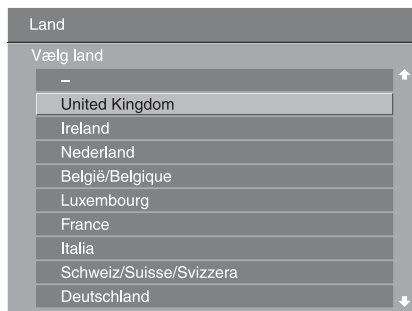 Land
Vælg land
–
United Kingdom
Ireland
Nederland
België/Belgique
Luxembourg
France
Italia
Schweiz/Suisse/Svizzera
Deutschland